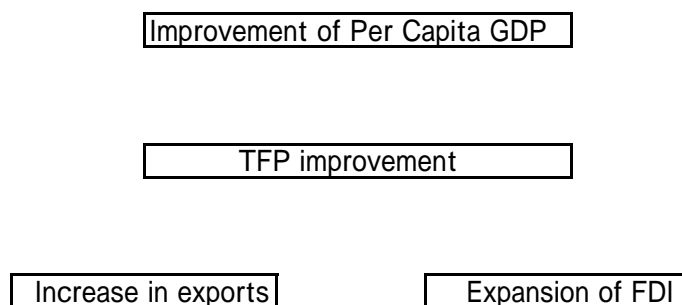 Improvement of Per Capita GDP
TFP improvement
Increase in exports
Expansion of FDI